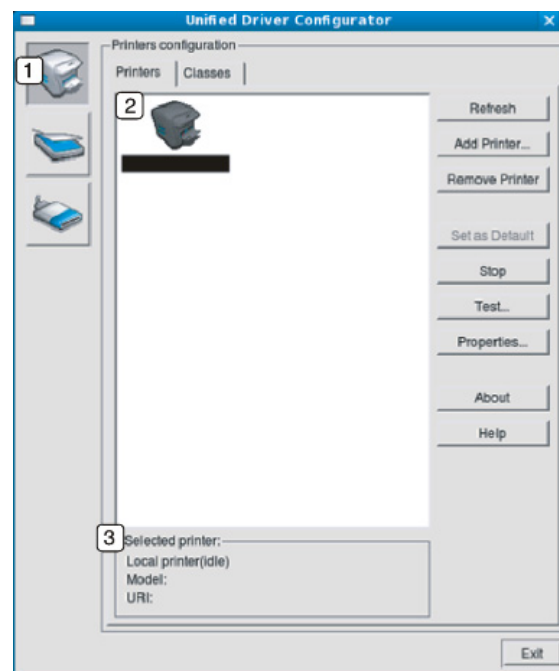 Unified Driver Configurator
1
Printers configuration
Printers
Classes
2
Refresh
Add Printer...
Remove Printer
Set as Default
Stop
Test...
Properties...
About
Help
3
Selected printer:
Local printer(idle)
Model:
URI:
Exit